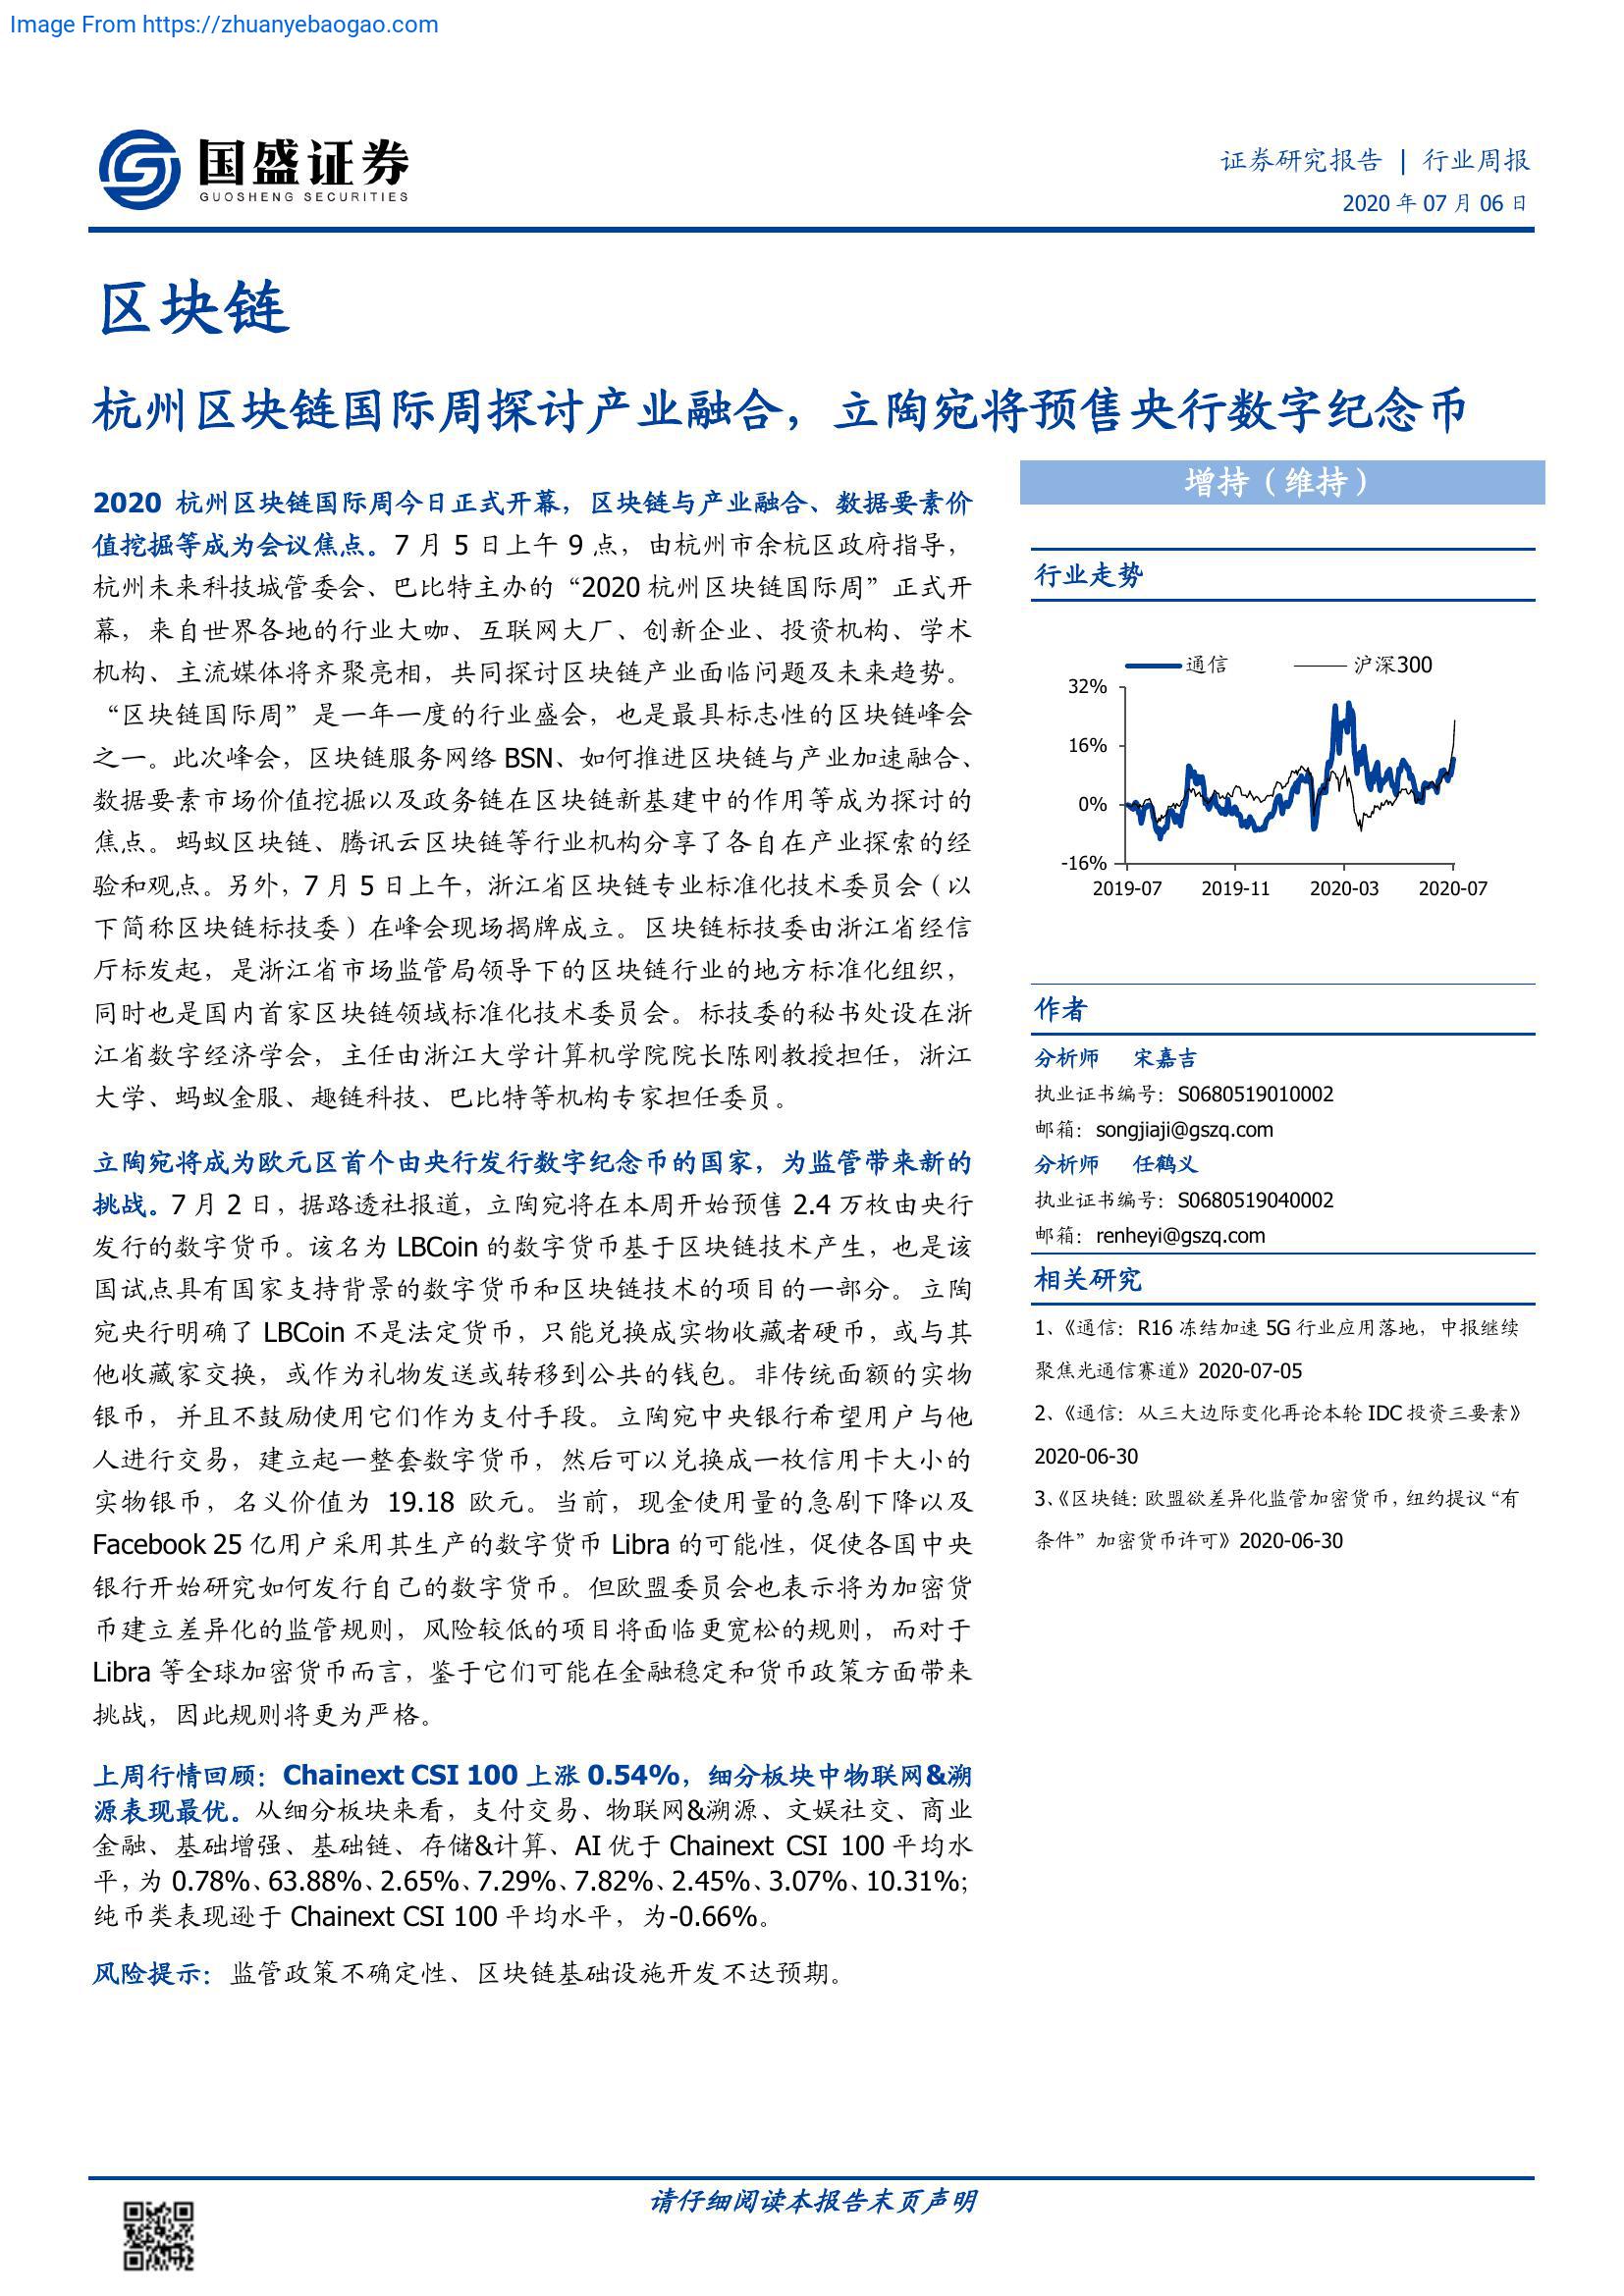 Image From https://zhuanyebaogao.com
国盛证券
GUOSHENG SECURITIES
证券研究报告 | 行业周报
2020 年 07 月 06 日
区块链
杭州区块链国际周探讨产业融合，立陶宛将预售央行数字纪念币
2020 杭州区块链国际周今日正式开幕，区块链与产业融合、数据要素价
值挖掘等成为会议焦点。7 月 5 日上午 9 点，由杭州市余杭区政府指导，
杭州未来科技城管委会、巴比特主办的“2020 杭州区块链国际周”正式开
幕，来自世界各地的行业大咖、互联网大厂、创新企业、投资机构、学术
机构、主流媒体将齐聚亮相，共同探讨区块链产业面临问题及未来趋势。
“区块链国际周”是一年一度的行业盛会，也是最具标志性的区块链峰会
之一。此次峰会，区块链服务网络 BSN、如何推进区块链与产业加速融合、
数据要素市场价值挖掘以及政务链在区块链新基建中的作用等成为探讨的
焦点。蚂蚁区块链、腾讯云区块链等行业机构分享了各自在产业探索的经
验和观点。另外，7 月 5 日上午，浙江省区块链专业标准化技术委员会（以
下简称区块链标技委）在峰会现场揭牌成立。区块链标技委由浙江省经信
厅标发起，是浙江省市场监管局领导下的区块链行业的地方标准化组织，
同时也是国内首家区块链领域标准化技术委员会。标技委的秘书处设在浙
江省数字经济学会，主任由浙江大学计算机学院院长陈刚教授担任，浙江
大学、蚂蚁金服、趣链科技、巴比特等机构专家担任委员。
立陶宛将成为欧元区首个由央行发行数字纪念币的国家，为监管带来新的
挑战。7 月 2 日，据路透社报道，立陶宛将在本周开始预售 2.4 万枚由央行
发行的数字货币。该名为 LBCoin 的数字货币基于区块链技术产生，也是该
国试点具有国家支持背景的数字货币和区块链技术的项目的一部分。立陶
宛央行明确了 LBCoin 不是法定货币，只能兑换成实物收藏者硬币，或与其
他收藏家交换，或作为礼物发送或转移到公共的钱包。非传统面额的实物
银币，并且不鼓励使用它们作为支付手段。立陶宛中央银行希望用户与他
人进行交易，建立起一整套数字货币，然后可以兑换成一枚信用卡大小的
实物银币，名义价值为 19.18 欧元。当前，现金使用量的急剧下降以及
Facebook 25 亿用户采用其生产的数字货币 Libra 的可能性，促使各国中央
银行开始研究如何发行自己的数字货币。但欧盟委员会也表示将为加密货
币建立差异化的监管规则，风险较低的项目将面临更宽松的规则，而对于
Libra 等全球加密货币而言，鉴于它们可能在金融稳定和货币政策方面带来
挑战，因此规则将更为严格。
上周行情回顾：Chainext CSI 100 上涨 0.54%，细分板块中物联网&溯
源表现最优。从细分板块来看，支付交易、物联网&溯源、文娱社交、商业
金融、基础增强、基础链、存储&计算、AI 优于 Chainext CSI 100 平均水
平，为 0.78%、63.88%、2.65%、7.29%、7.82%、2.45%、3.07%、10.31%；
纯币类表现逊于 Chainext CSI 100 平均水平，为-0.66%。
风险提示：监管政策不确定性、区块链基础设施开发不达预期。
增持（维持）
行业走势
通信 沪深300
32%
16%
0%
-16%
2019-07 2019-11 2020-03 2020-07
作者
分析师 宋嘉吉
执业证书编号：S0680519010002
邮箱：songjiaji@gszq.com
分析师 任鹤义
执业证书编号：S0680519040002
邮箱：renheyi@gszq.com
相关研究
1、《通信：R16 冻结加速 5G 行业应用落地，中报继续
聚焦光通信赛道》2020-07-05
2、《通信：从三大边际变化再论本轮 IDC 投资三要素》
2020-06-30
3、《区块链：欧盟欲差异化监管加密货币，纽约提议“有
条件”加密货币许可》2020-06-30
请仔细阅读本报告末页声明